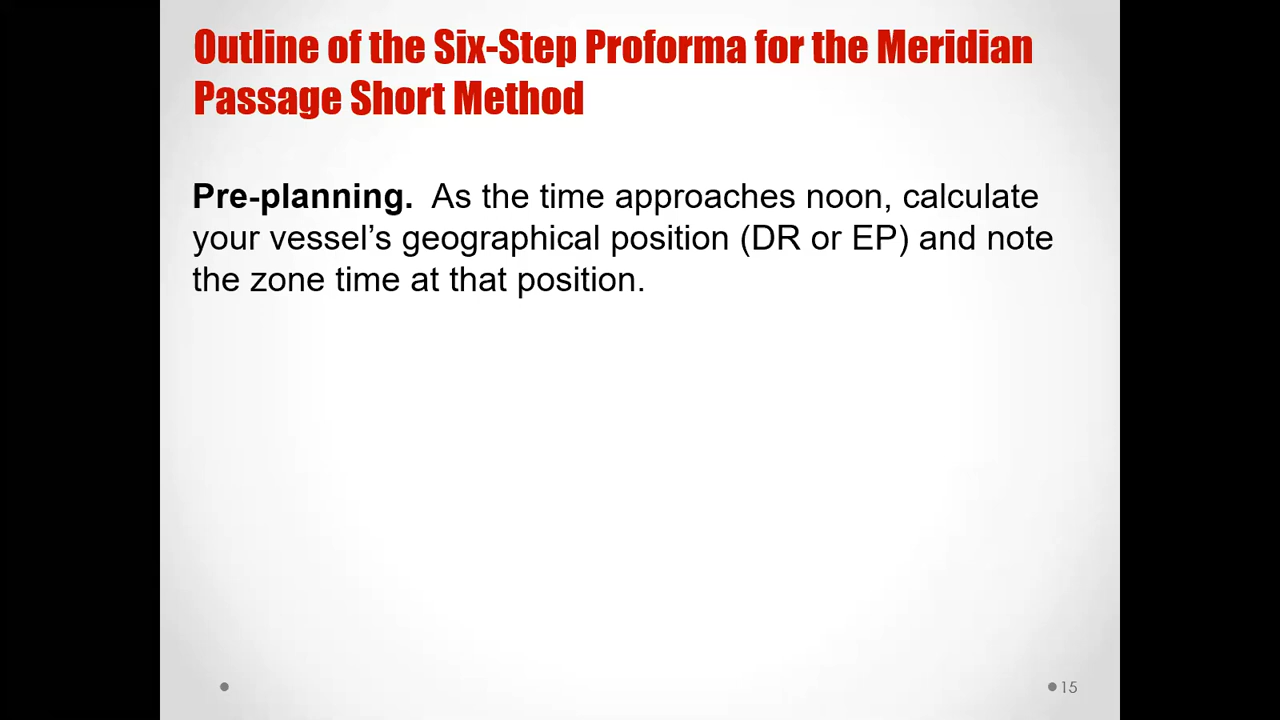 Outline of the Six-Step Proforma for the Meridian
Passage Short Method
Pre-planning.  As the time approaches noon, calculate
your vessel’s geographical position (DR or EP) and note
the zone time at that position.
15